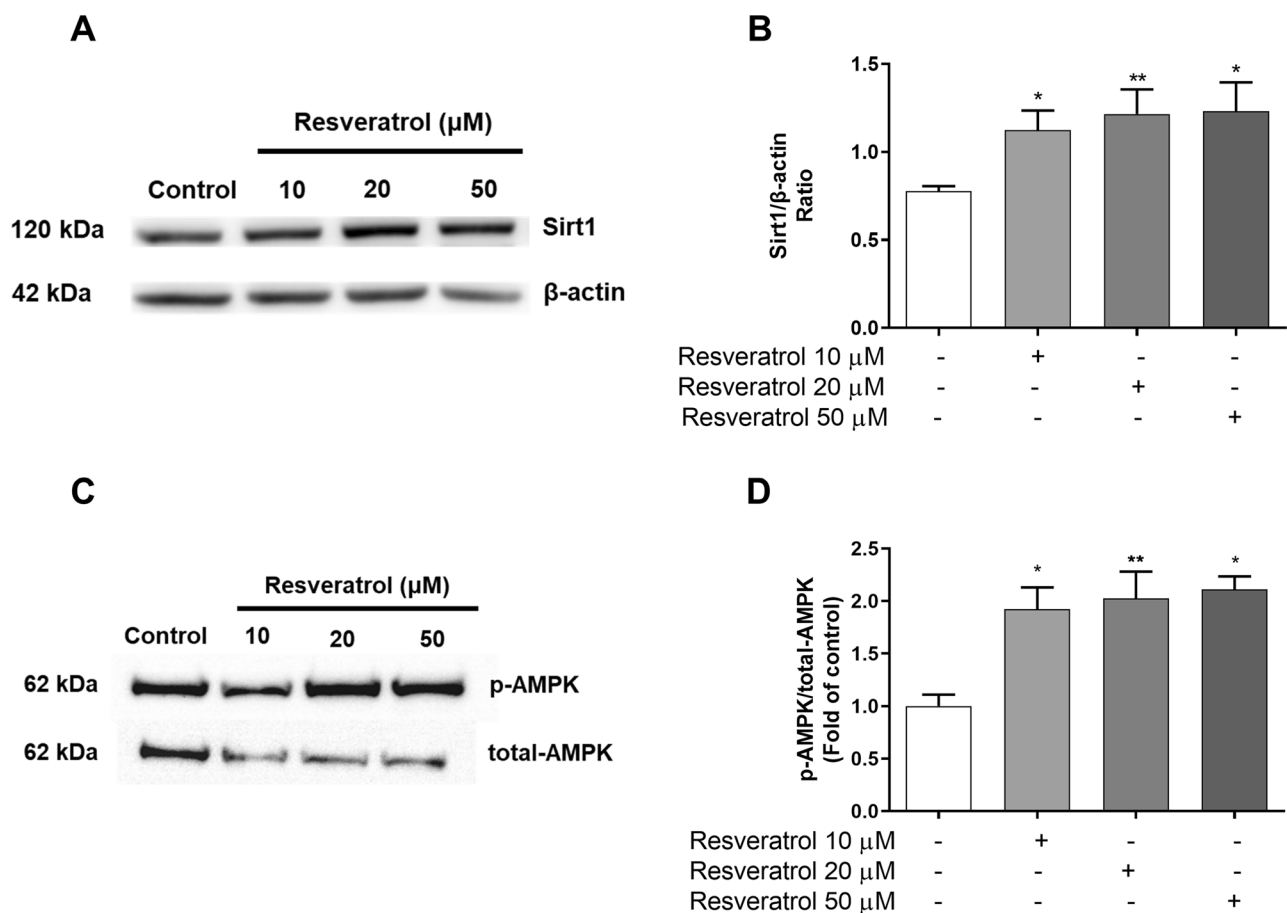 A
Resveratrol (µM)
Control 10 20 50
120 kDa Sirt1
42 kDa β-actin
B
Sirt1/β-actin
Ratio
1.5
1.0
0.5
0.0
* ** *
Resveratrol 10 µM - + - -
Resveratrol 20 µM - - + -
Resveratrol 50 µM - - - +
C
Resveratrol (µM)
Control 10 20 50
62 kDa p-AMPK
62 kDa total-AMPK
D
p-AMPK/total-AMPK
(Fold of control)
2.5
2.0
1.5
1.0
0.5
0.0
* ** *
Resveratrol 10 µM - + - -
Resveratrol 20 µM - - + -
Resveratrol 50 µM - - - +